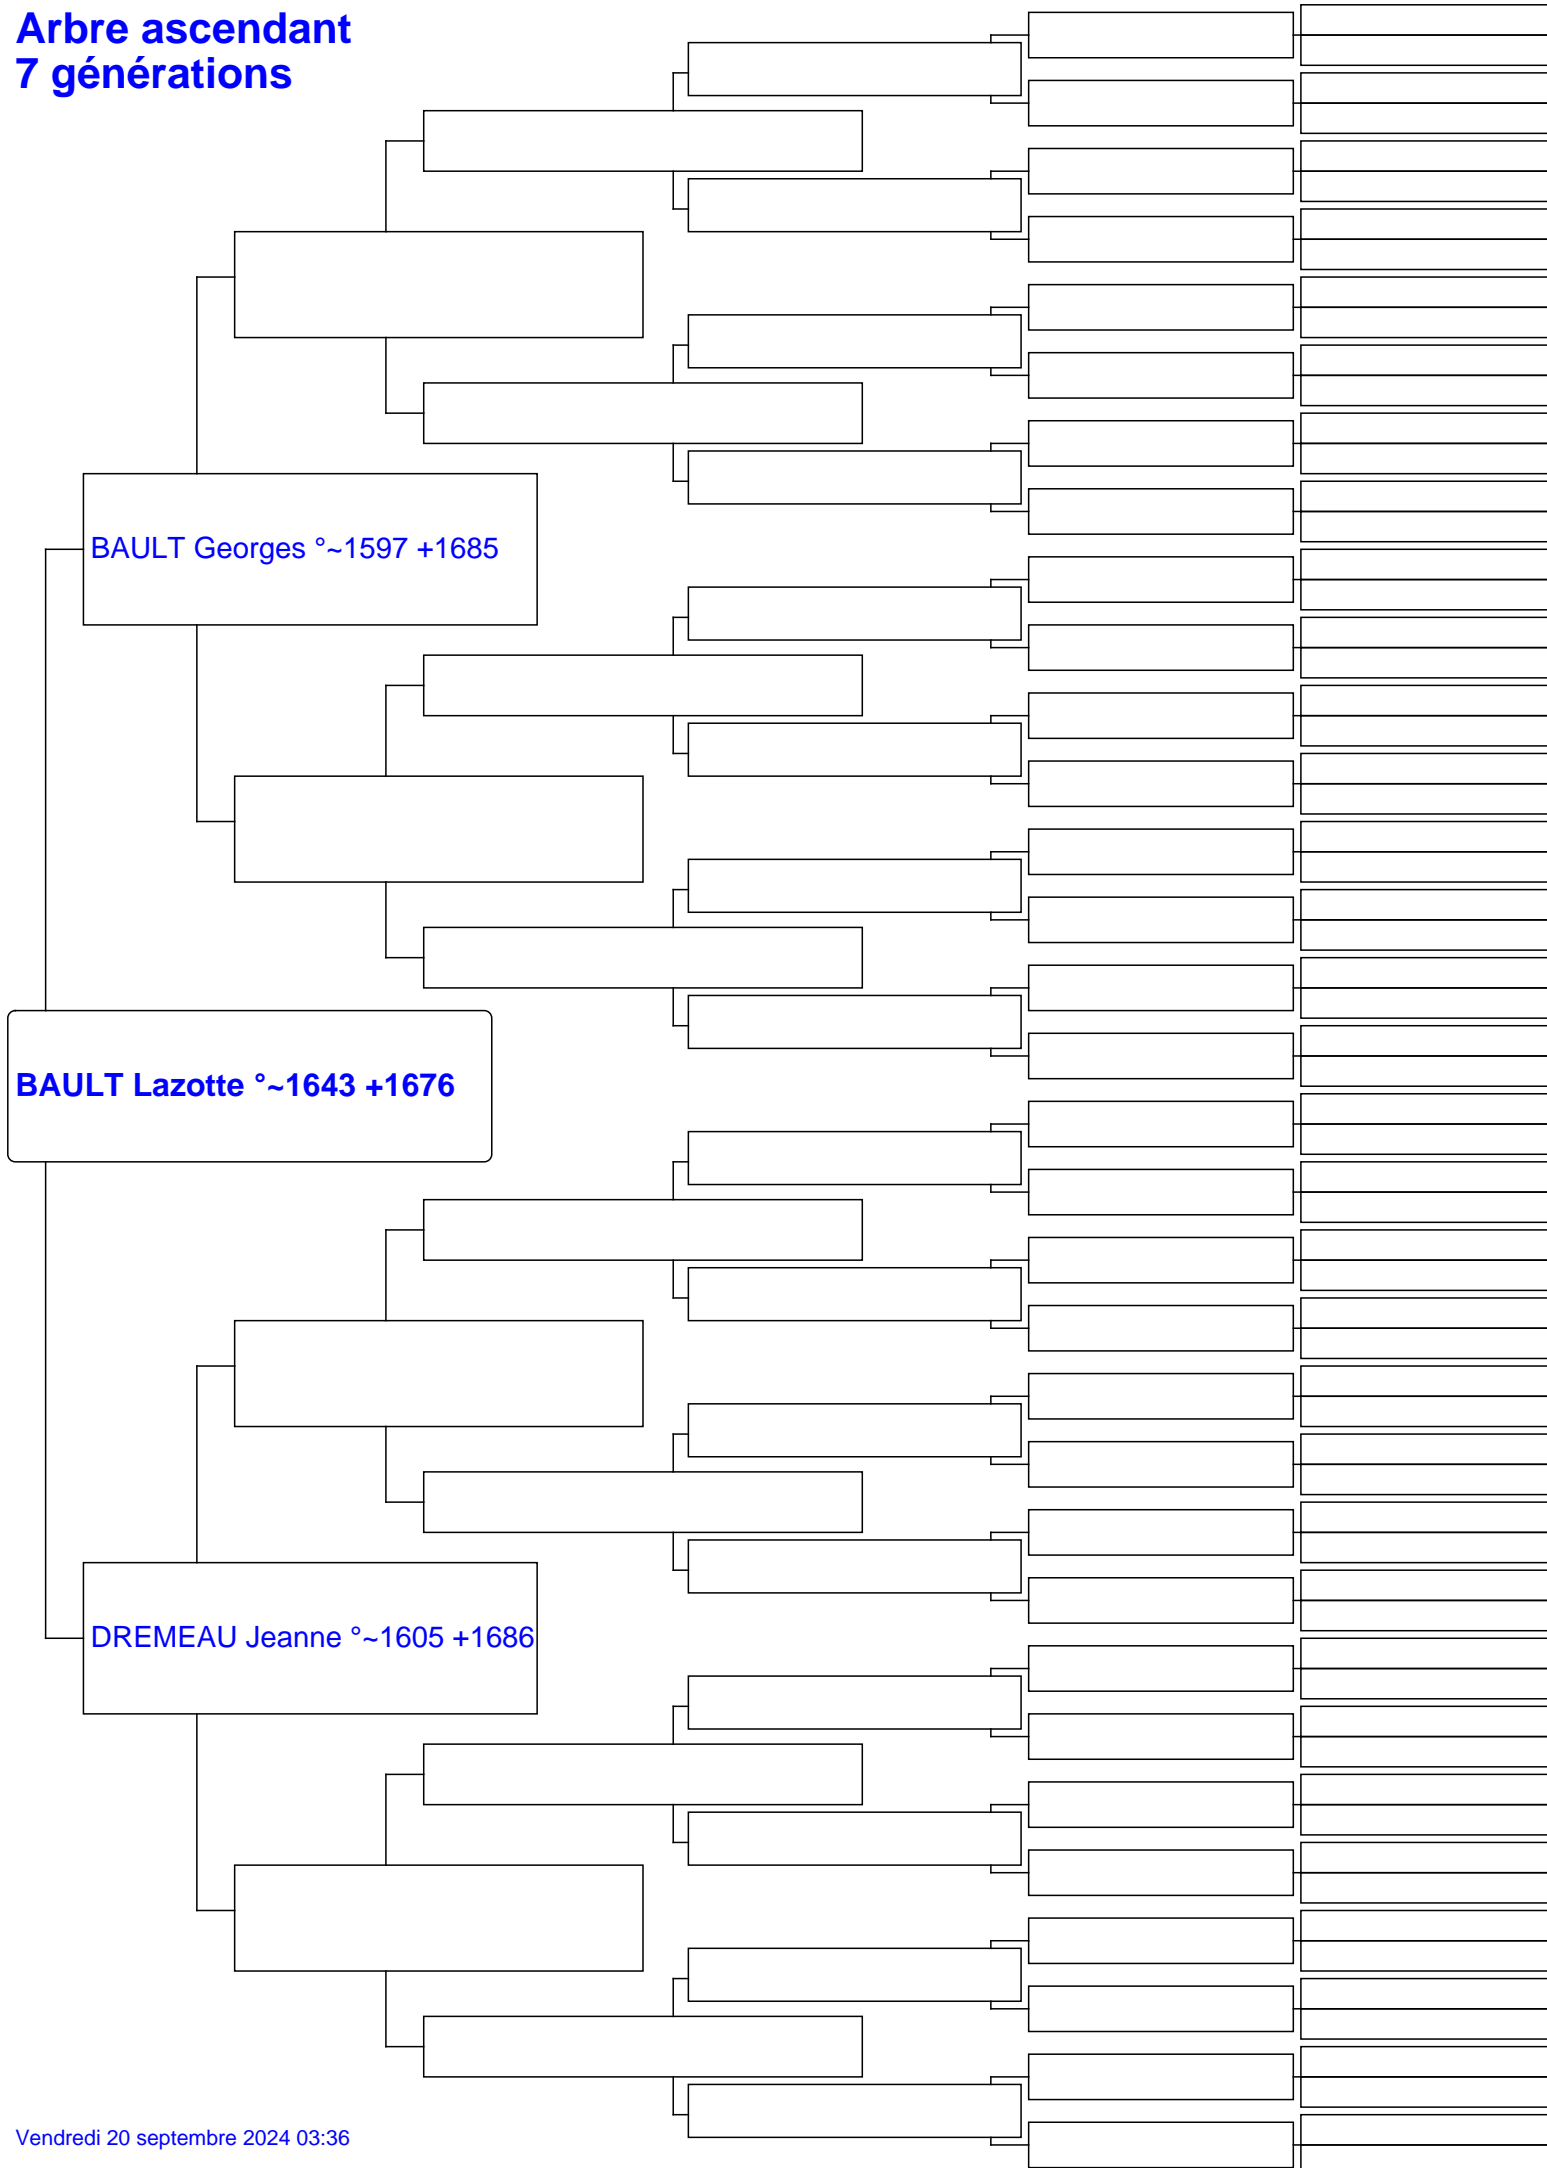 Arbre ascendant
7 générations
BAULT Georges °~1597 +1685
BAULT Lazotte °~1643 +1676
DREMEAU Jeanne °~1605 +1686
Vendredi 20 septembre 2024 03:36